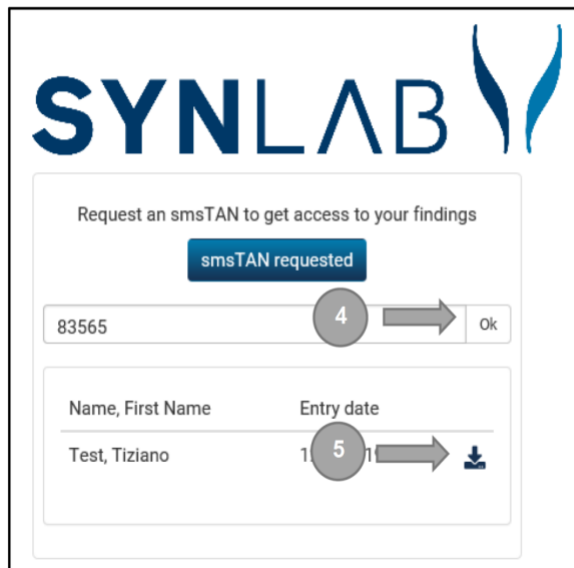 SYNLAB
Request an smsTAN to get access to your findings
smsTAN requested
83565 4 Ok
Name, First Name Entry date
Test, Tiziano 5